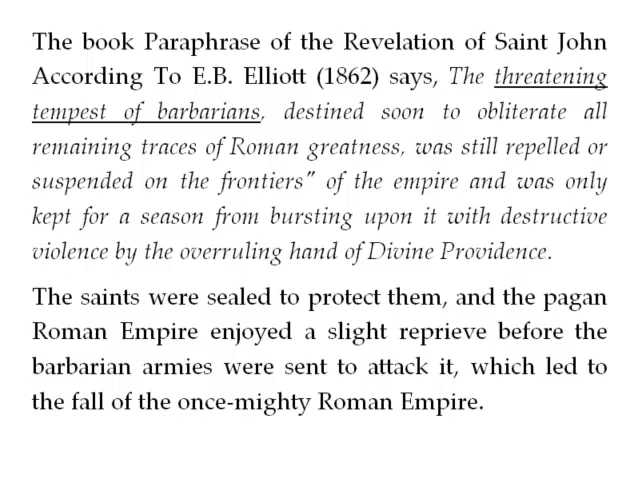 The book Paraphrase of the Revelation of Saint John
According To E.B. Elliott (1862) says, The threatening
tempest of barbarians, destined soon to obliterate all
remaining traces of Roman greatness, was still repelled or
suspended on the frontiers” of the empire and was only
kept for a season from bursting upon it with destructive
violence by the overruling hand of Divine Providence.
The saints were sealed to protect them, and the pagan
Roman Empire enjoyed a slight reprieve before the
barbarian armies were sent to attack it, which led to
the fall of the once-mighty Roman Empire.